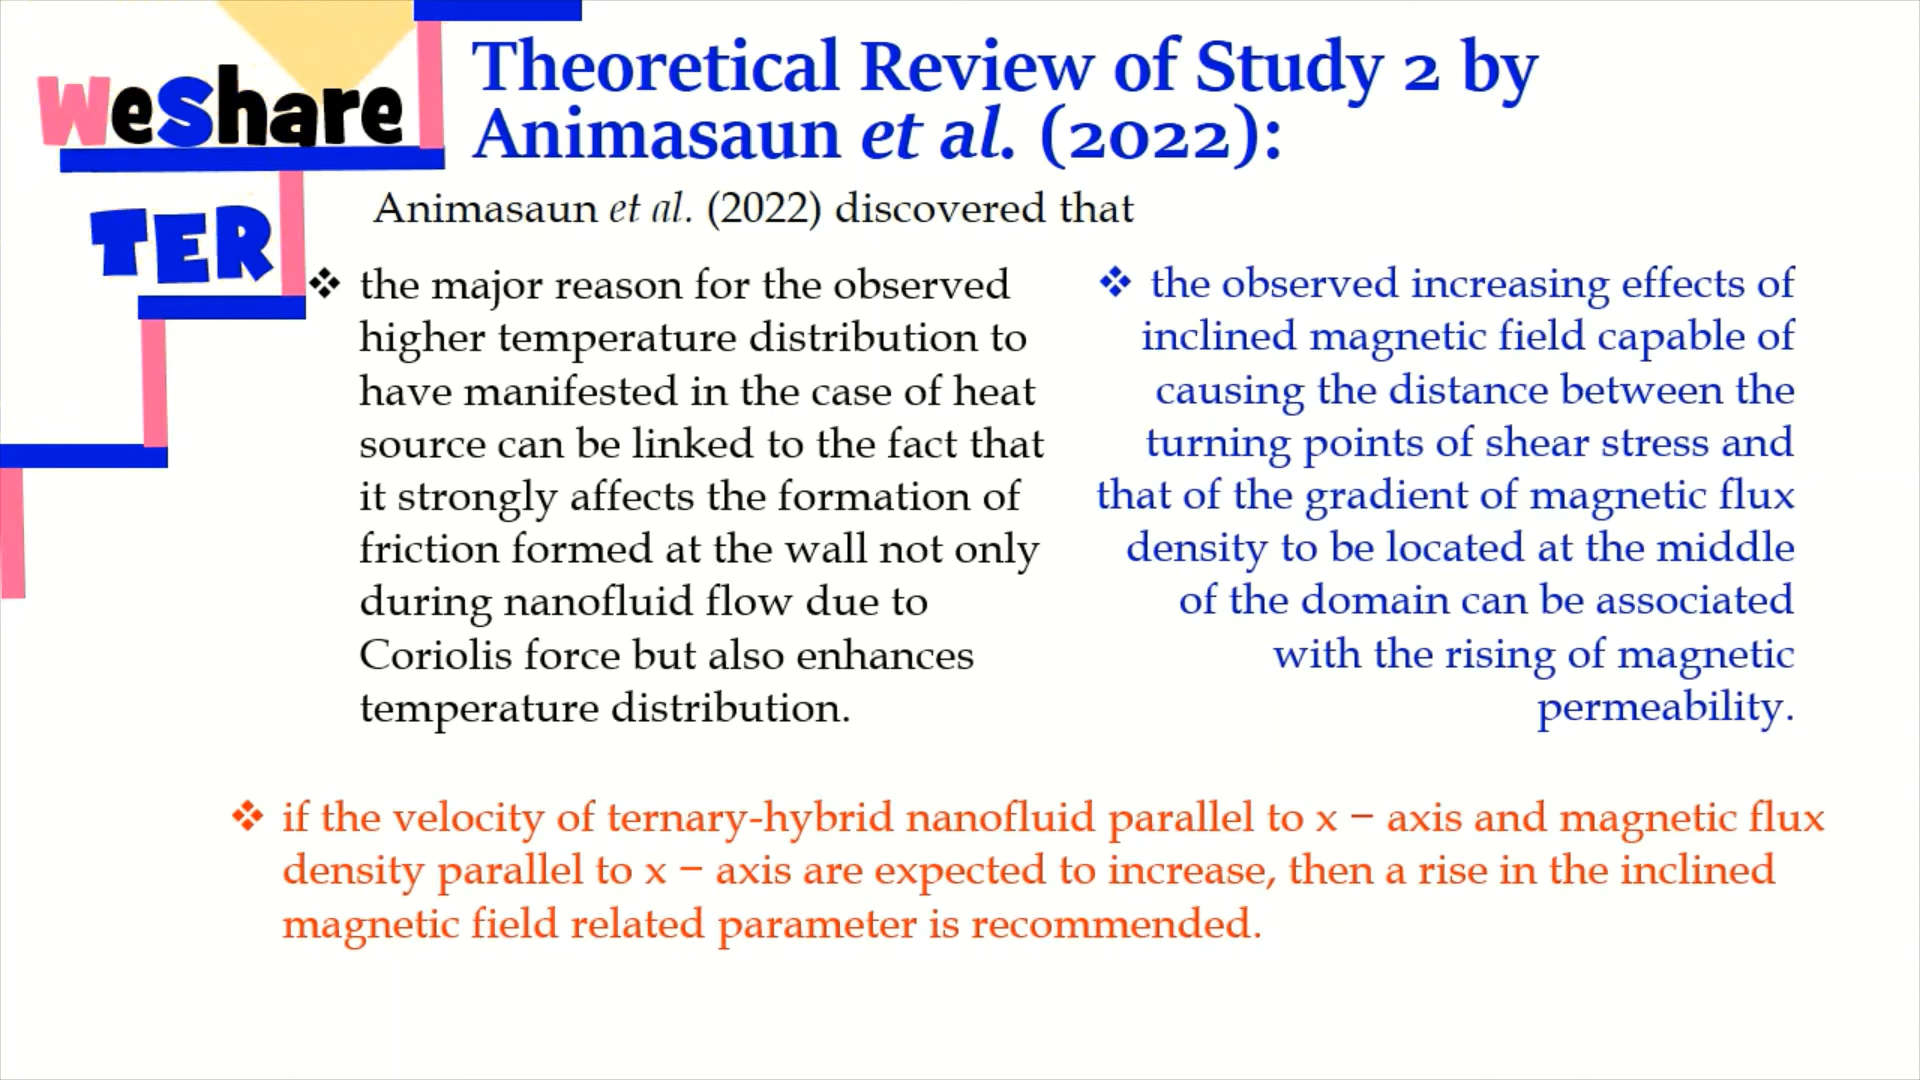 WeShare
TER
Theoretical Review of Study 2 by
Animasaun et al. (2022):
Animasaun et al. (2022) discovered that
❖ the major reason for the observed
higher temperature distribution to
have manifested in the case of heat
source can be linked to the fact that
it strongly affects the formation of
friction formed at the wall not only
during nanofluid flow due to
Coriolis force but also enhances
temperature distribution.
❖ the observed increasing effects of
inclined magnetic field capable of
causing the distance between the
turning points of shear stress and
that of the gradient of magnetic flux
density to be located at the middle
of the domain can be associated
with the rising of magnetic
permeability.
❖ if the velocity of ternary-hybrid nanofluid parallel to x − axis and magnetic flux
density parallel to x − axis are expected to increase, then a rise in the inclined
magnetic field related parameter is recommended.